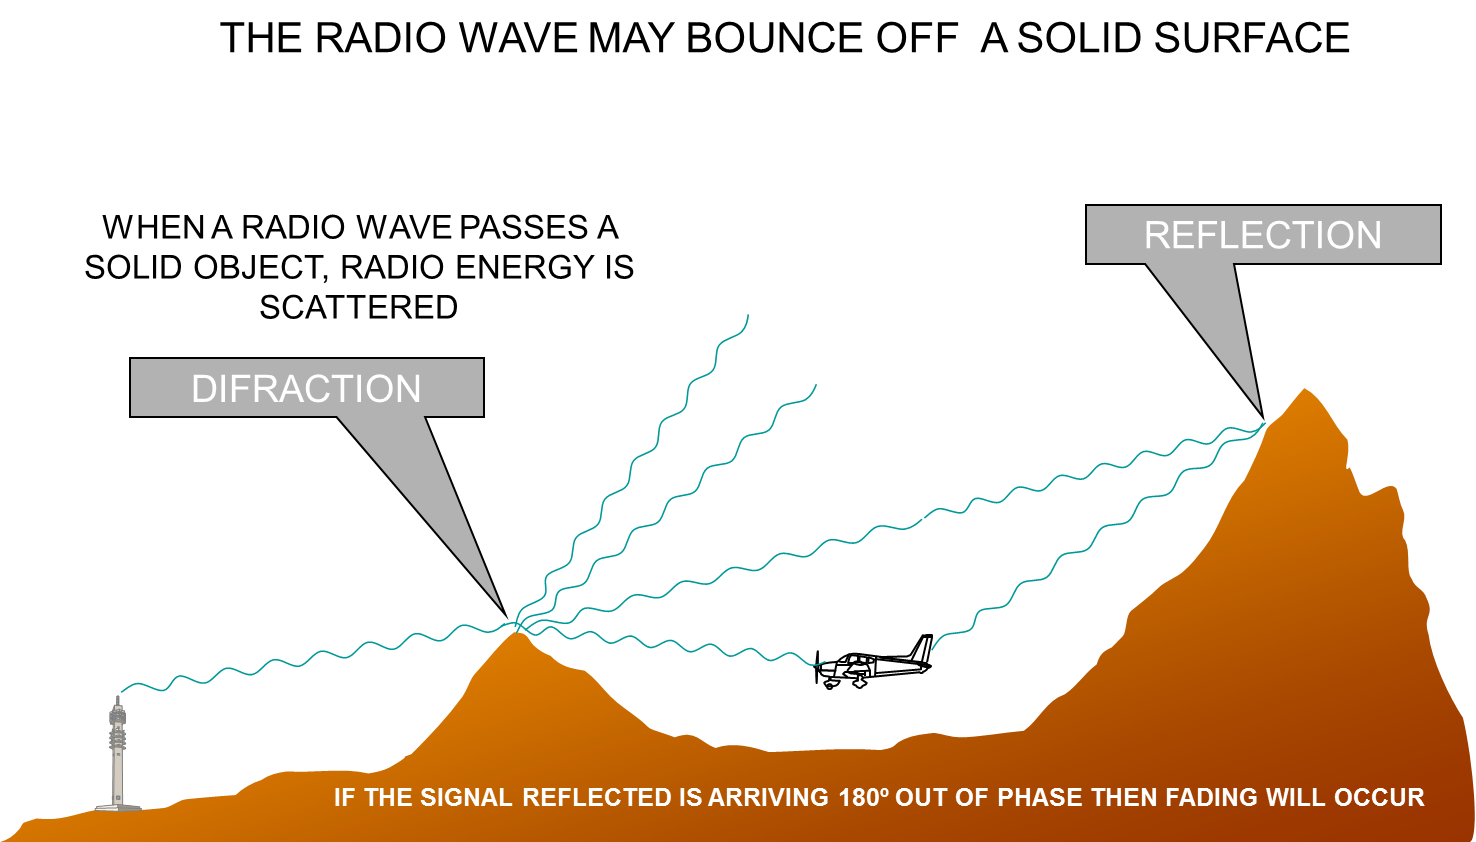 THE RADIO WAVE MAY BOUNCE OFF A SOLID SURFACE
WHEN A RADIO WAVE PASSES A
SOLID OBJECT, RADIO ENERGY IS
SCATTERED
REFLECTION
DIFRACTION
IF THE SIGNAL REFLECTED IS ARRIVING 180º OUT OF PHASE THEN FADING WILL OCCUR